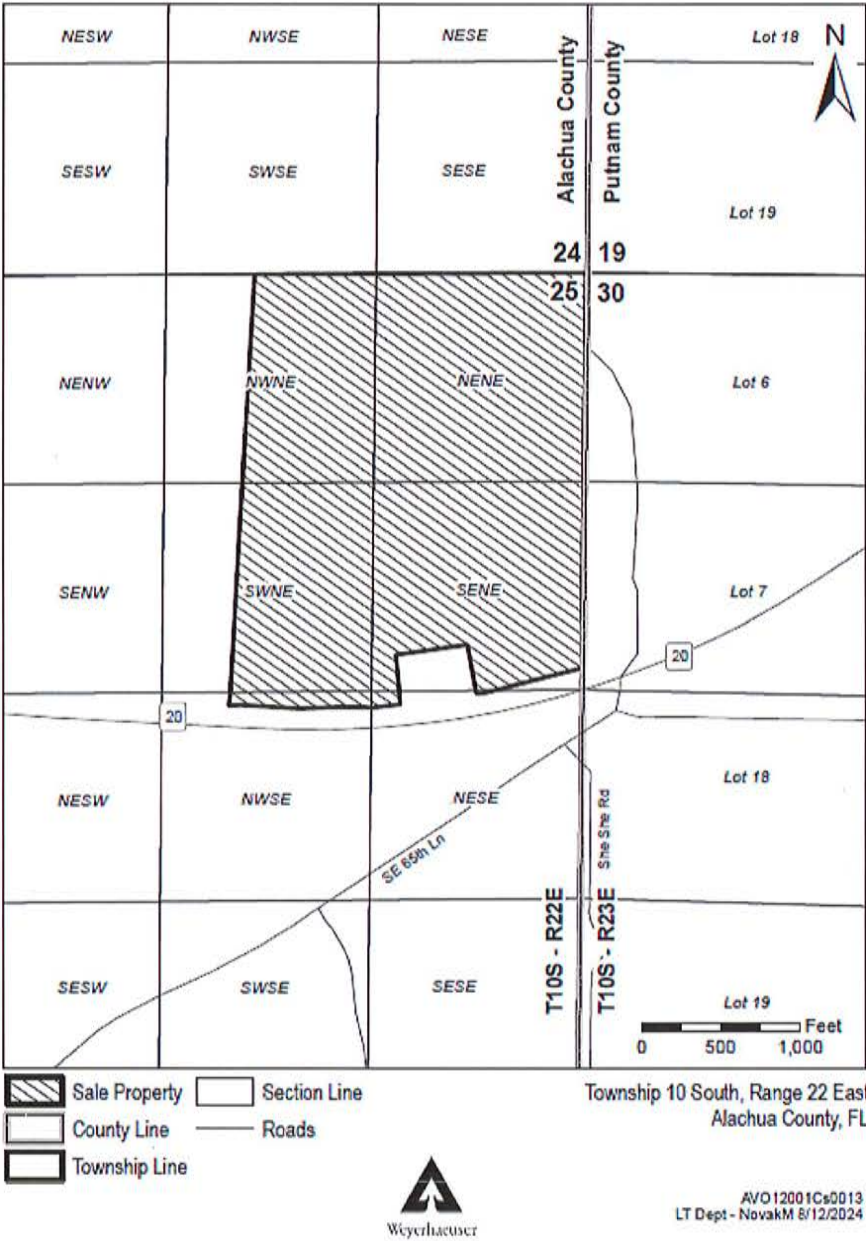 NESW NWSE NESE Lot 18 N
Alachua County Putnam County
SESW SWSE SESE
Lot 19
24 19
25 30
NENW NWNE NENE Lot 6
SENW SWNE SENE Lot 7
20
20
NESW NWSE NESE Lot 18
SE 65th Ln
She She Rd
T10S - R22E T10S - R23E
SESW SWSE SESE Lot 19
Feet
0 500 1,000
Sale Property Section Line
County Line Roads
Township Line
Township 10 South, Range 22 East
Alachua County, FL
Weyerhaeuser
AVO12001Cs0013
LT Dept - NovakM 8/12/2024